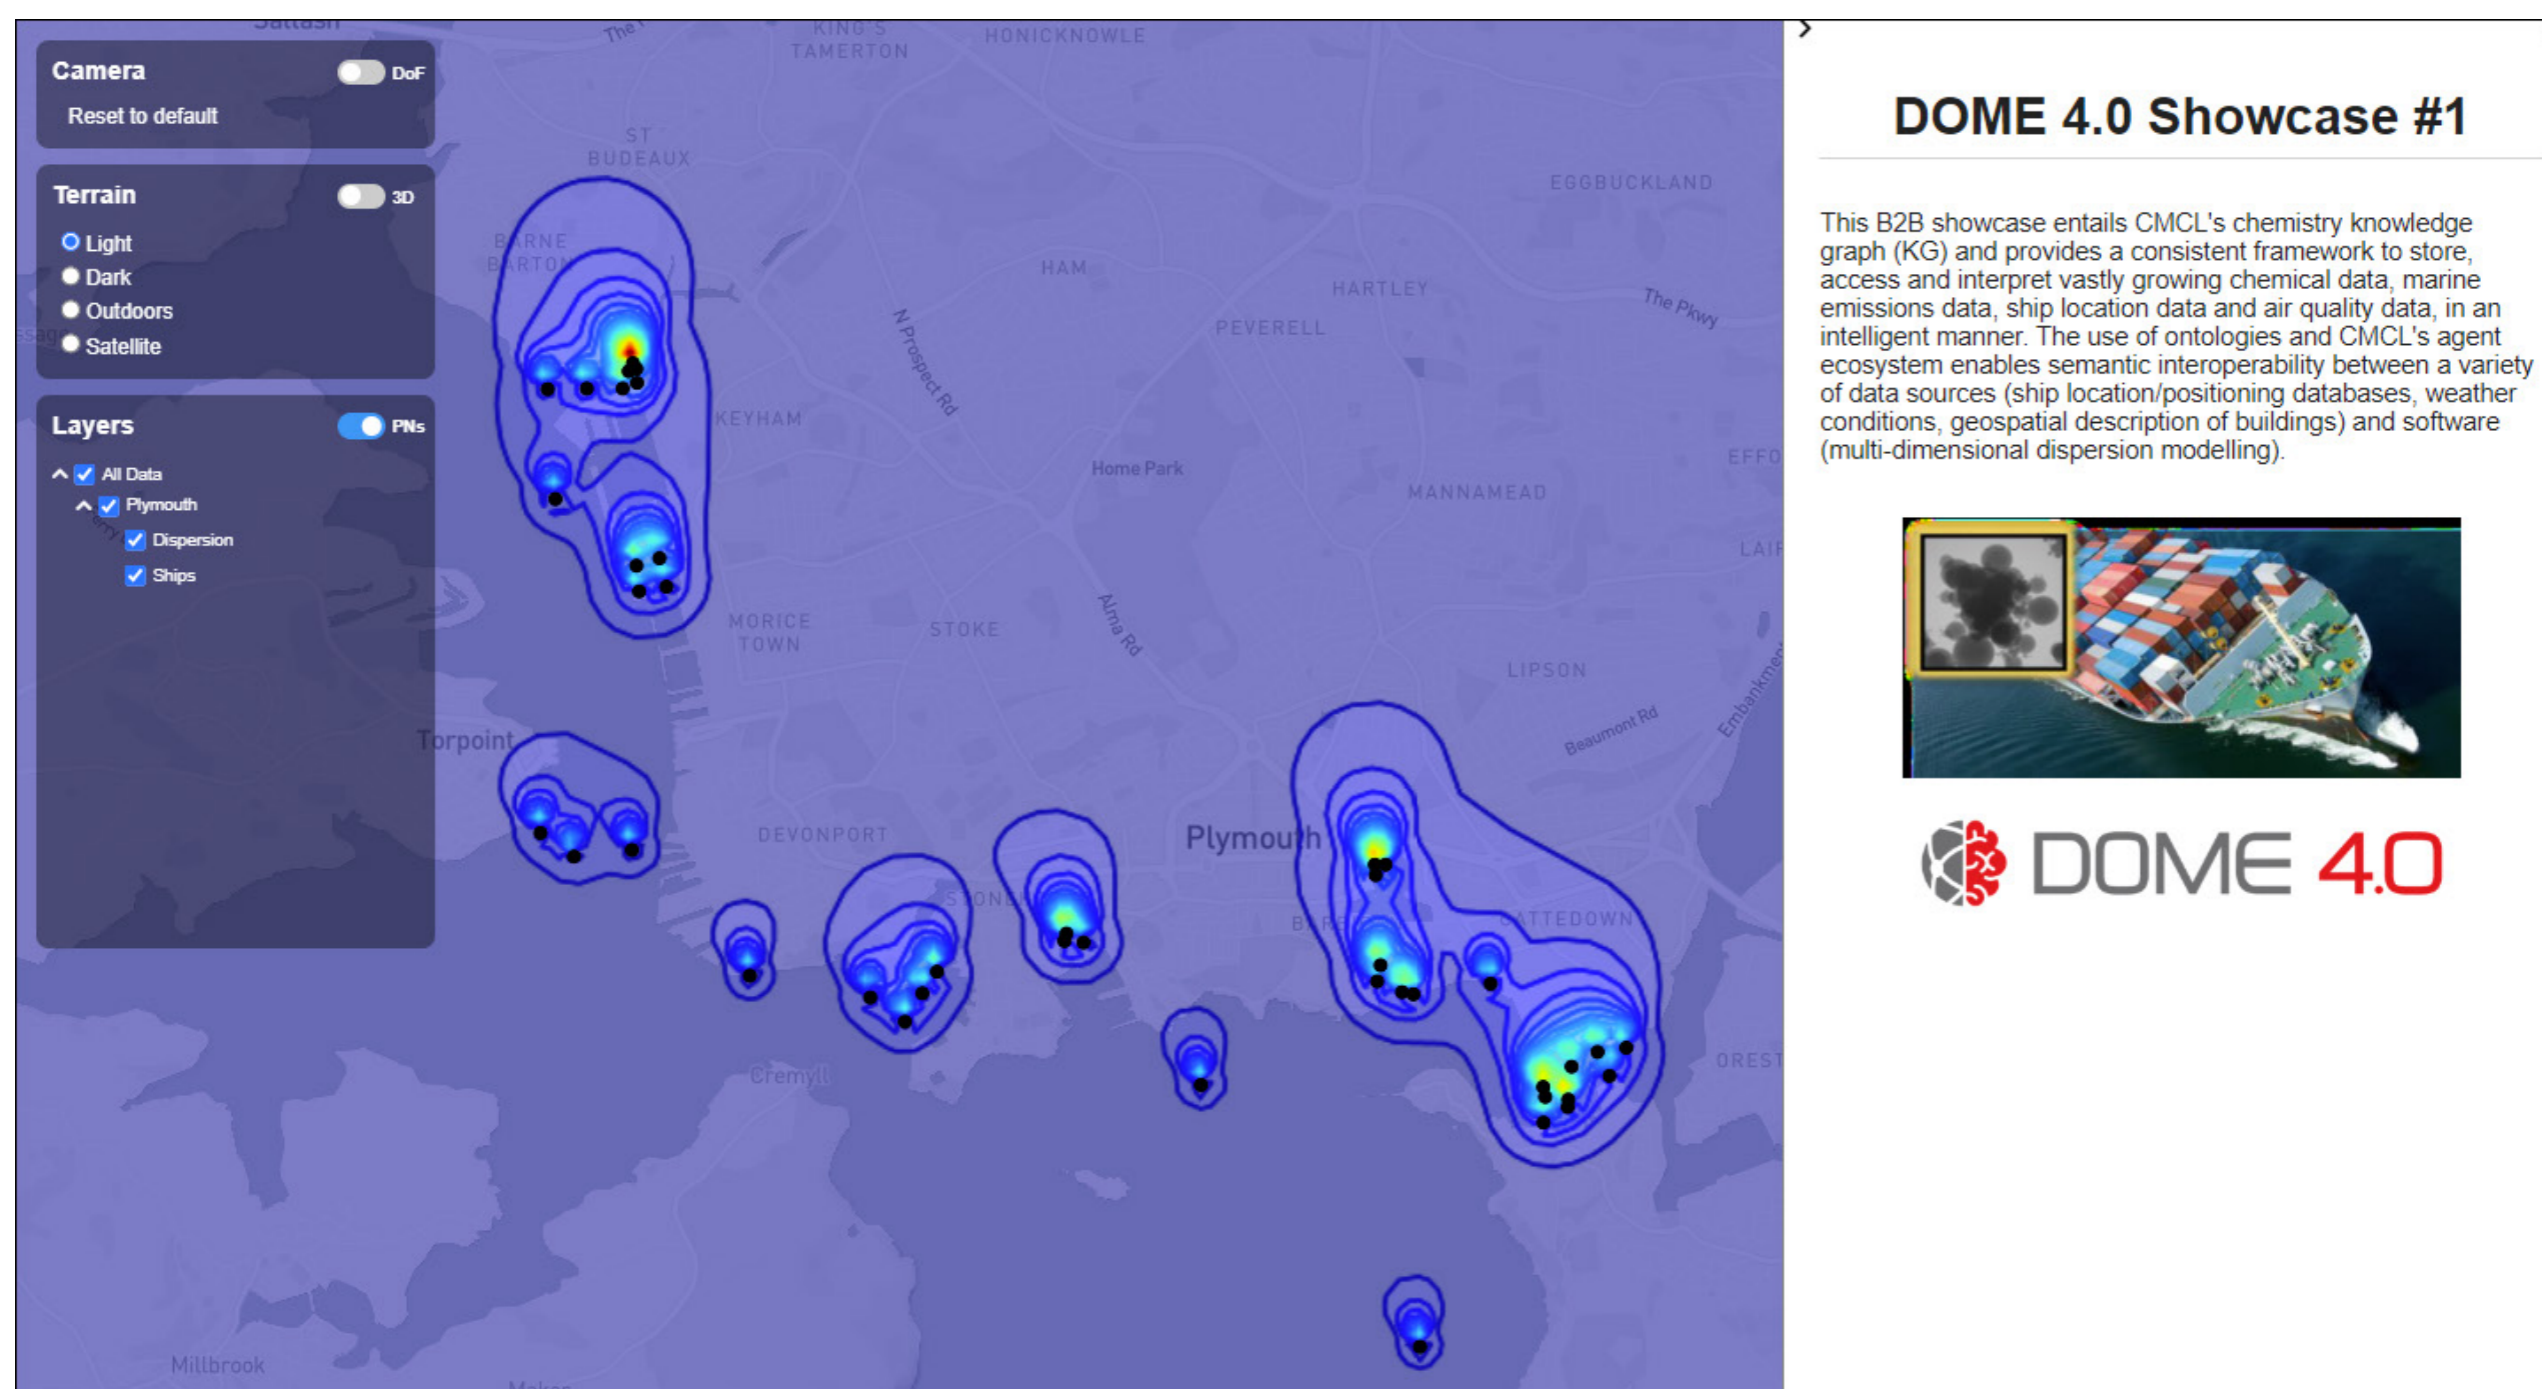 Camera
DoF
Reset to default
Terrain
3D
Light
Dark
Outdoors
Satellite
Layers
PNs
All Data
Plymouth
Dispersion
Ships
Saltash
KING'S
TAMERTON
HONICKNOWLE
ST
BUDEAUX
EGGBUCKLAND
BARNE
BARTON
HAM
HARTLEY
The Pkwy
PEVERELL
N Prospect Rd
KEYHAM
Home Park
MANNAMEAD
MORICE
TOWN
STOKE
Alma Rd
LIPSON
Embankment
Beaumont Rd
Torpoint
DEVONPORT
Plymouth
CATTEDOWN
Cremyll
Millbrook
DOME 4.0 Showcase #1
This B2B showcase entails CMCL's chemistry knowledge
graph (KG) and provides a consistent framework to store,
access and interpret vastly growing chemical data, marine
emissions data, ship location data and air quality data, in an
intelligent manner. The use of ontologies and CMCL's agent
ecosystem enables semantic interoperability between a variety
of data sources (ship location/positioning databases, weather
conditions, geospatial description of buildings) and software
(multi-dimensional dispersion modelling).
DOME 4.0